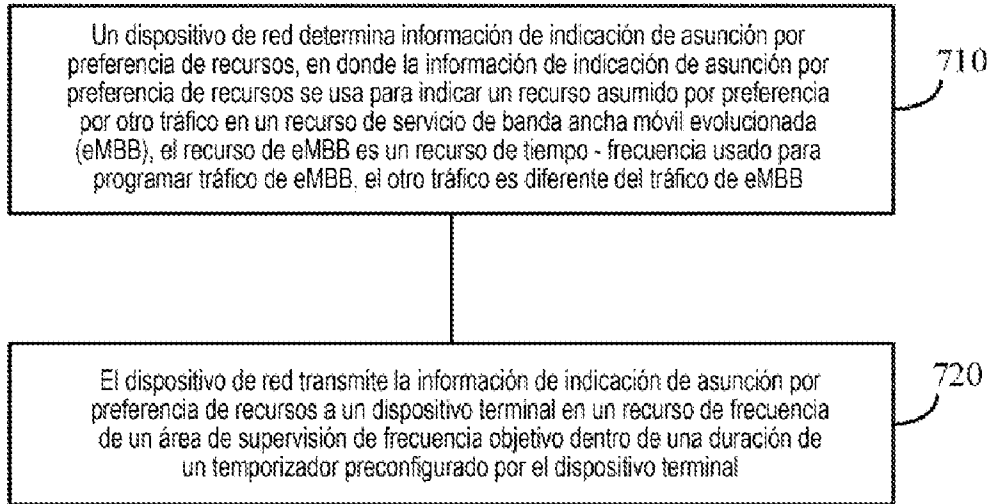 Un dispositivo de red determina información de indicación de asunción por
preferencia de recursos, en donde la información de indicación de asunción por
preferencia de recursos se usa para indicar un recurso asumido por preferencia
por otro tráfico en un recurso de servicio de banda ancha móvil evolucionada
(eMBB), el recurso de eMBB es un recurso de tiempo - frecuencia usado para
programar tráfico de eMBB, el otro tráfico es diferente del tráfico de eMBB
710
El dispositivo de red transmite la información de indicación de asunción por
preferencia de recursos a un dispositivo terminal en un recurso de frecuencia
de un área de supervisión de frecuencia objetivo dentro de una duración de
un temporizador preconfigurado por el dispositivo terminal
720